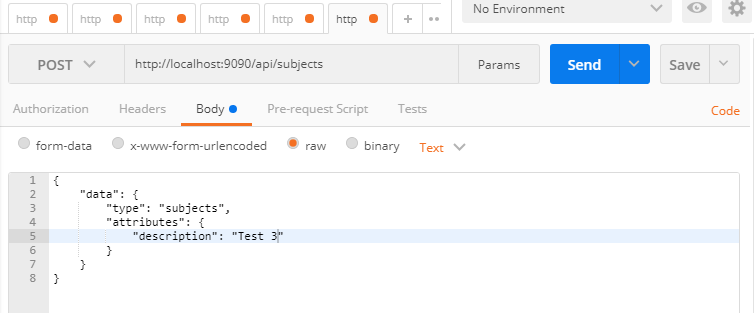 http http http http http http + •• No Environment
POST http://localhost:9090/api/subjects Params Send Save
Authorization Headers Body Pre-request Script Tests Code
form-data x-www-form-urlencoded raw binary Text
1 {
2 "data": {
3 "type": "subjects",
4 "attributes": {
5 "description": "Test 3"
6 }
7 }
8 }